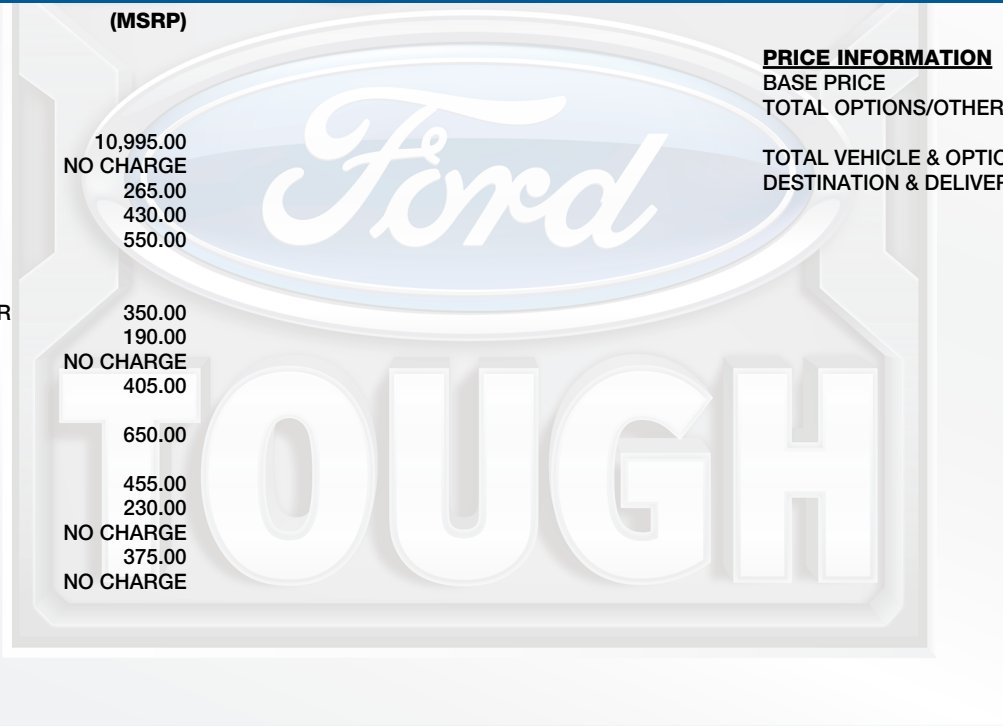 (MSRP)
10,995.00
NO CHARGE
265.00
430.00
550.00
R 350.00
190.00
NO CHARGE
405.00
650.00
455.00
230.00
NO CHARGE
375.00
NO CHARGE
PRICE INFORMATION
BASE PRICE
TOTAL OPTIONS/OTHER
TOTAL VEHICLE & OPTIO
DESTINATION & DELIVER
Ford
TOUGH